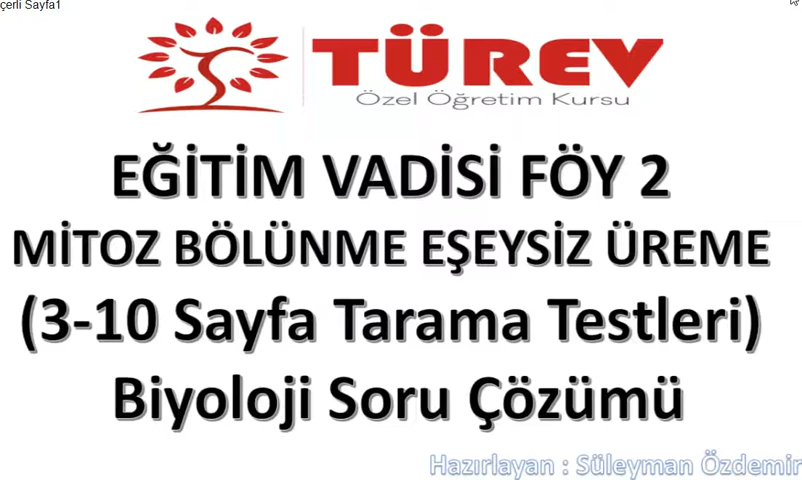 çerli Sayfa1
TÜREV
Özel Öğretim Kursu
EĞİTİM VADİSİ FÖY 2
MİTOZ BÖLÜNME EŞEYSİZ ÜREME
(3-10 Sayfa Tarama Testleri)
Biyoloji Soru Çözümü
Hazırlayan : Süleyman Özdemir